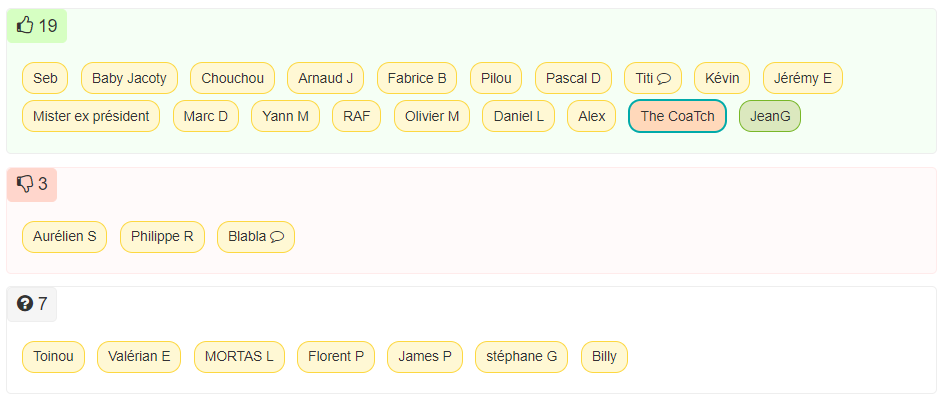 19
Seb Baby Jacoty Chouchou Arnaud J Fabrice B Pilou Pascal D Titi Kévin Jérémy E
Mister ex président Marc D Yann M RAF Olivier M Daniel L Alex The CoaTch JeanG
3
Aurélien S Philippe R Blabla
7
Toinou Valérian E MORTAS L Florent P James P stéphane G Billy